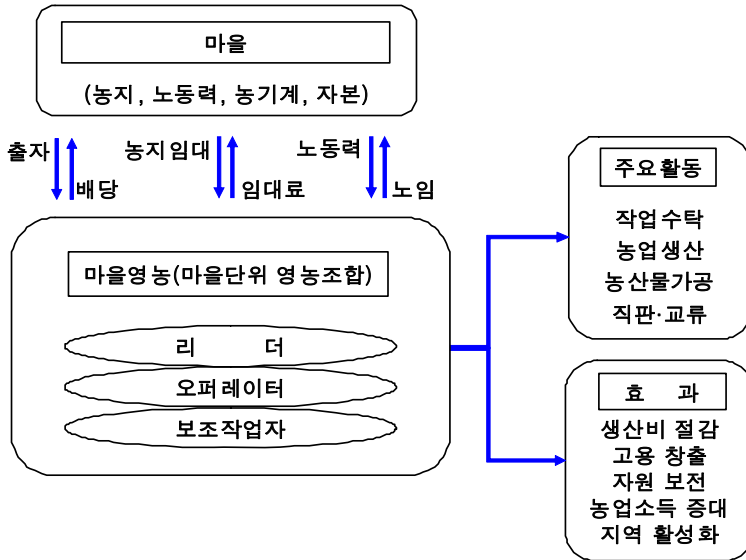 마을
(농지, 노동력, 농기계, 자본)
출자
배당
농지임대
임대료
노동력
노임
마을영농(마을단위 영농조합)
리 더
오퍼레이터
보조작업자
주요활동
작업수탁
농업생산
농산물가공
직판·교류
효 과
생산비 절감
고용 창출
자원 보전
농업소득 증대
지역 활성화